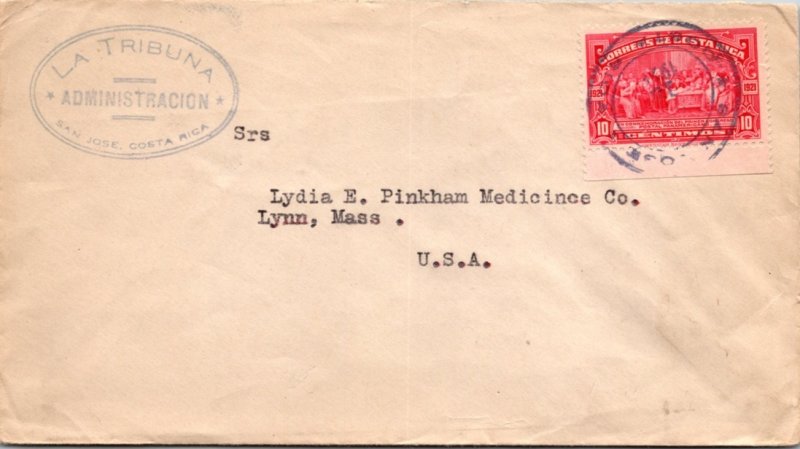 LA TRIBUNA
★ ADMINISTRACION ★
SAN JOSE, COSTA RICA
CORREOS DE COSTA RICA
1921 1921
10 CENTIMOS 10
Srs
Lydia E. Pinkham Medicince Co.
Lynn, Mass .
U.S.A.